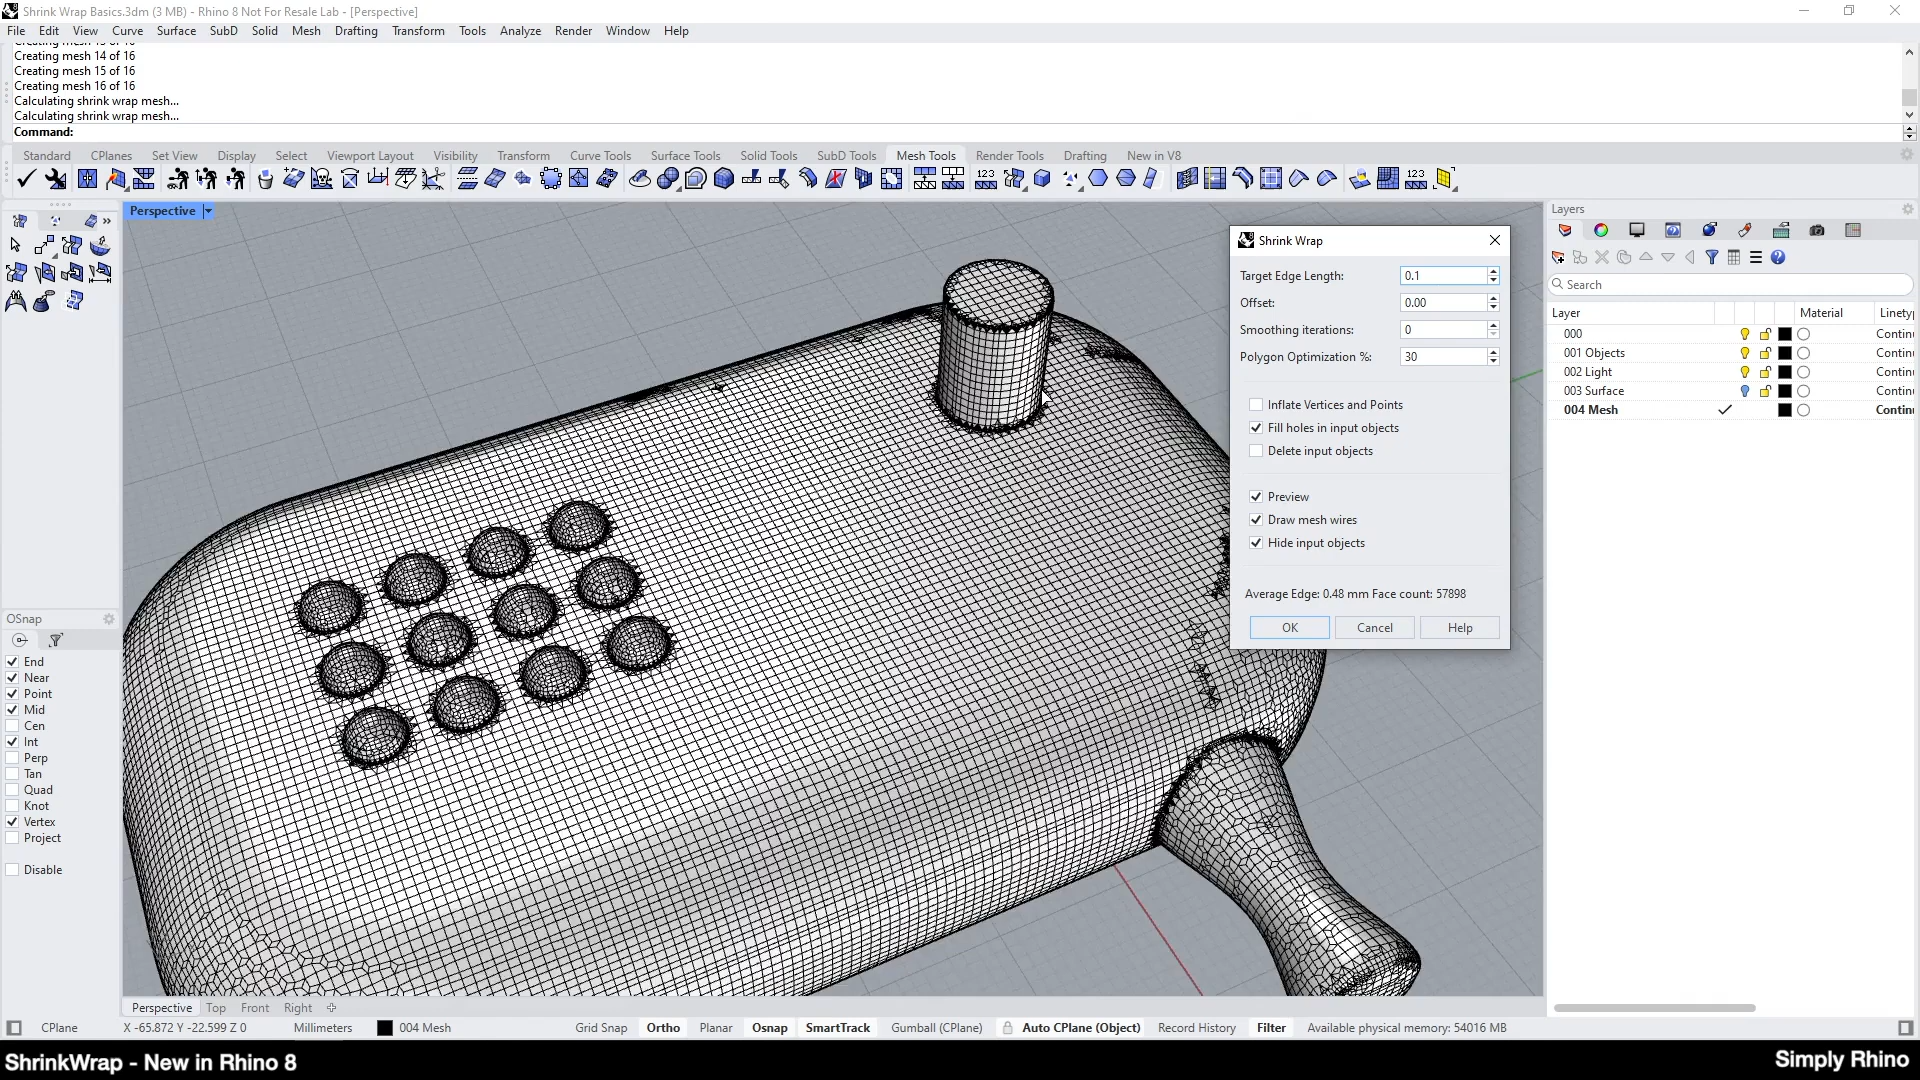 Shrink Wrap Basics.3dm (3 MB) - Rhino 8 Not For Resale Lab - [Perspective]
File Edit View Curve Surface SubD Solid Mesh Drafting Transform Tools Analyze Render Window Help
Creating mesh 15 of 16
Creating mesh 14 of 16
Creating mesh 15 of 16
Creating mesh 16 of 16
Calculating shrink wrap mesh...
Calculating shrink wrap mesh...
Command:
Standard CPlanes Set View Display Select Viewport Layout Visibility Transform Curve Tools Surface Tools Solid Tools SubD Tools Mesh Tools Render Tools Drafting New in V8
123 123
Perspective
Shrink Wrap
Target Edge Length: 0.1
Offset: 0.00
Smoothing iterations: 0
Polygon Optimization %: 30
Inflate Vertices and Points
Fill holes in input objects
Delete input objects
Preview
Draw mesh wires
Hide input objects
Average Edge: 0.48 mm Face count: 57898
OK Cancel Help
Layers
Search
Layer Material Linetyp
000 Contin
001 Objects Contin
002 Light Contin
003 Surface Contin
004 Mesh Contin
OSnap
End
Near
Point
Mid
Cen
Int
Perp
Tan
Quad
Knot
Vertex
Project
Disable
Perspective Top Front Right
CPlane X -65.872 Y -22.599 Z 0 Millimeters 004 Mesh Grid Snap Ortho Planar Osnap SmartTrack Gumball (CPlane) Auto CPlane (Object) Record History Filter Available physical memory: 54016 MB
ShrinkWrap - New in Rhino 8
Simply Rhino